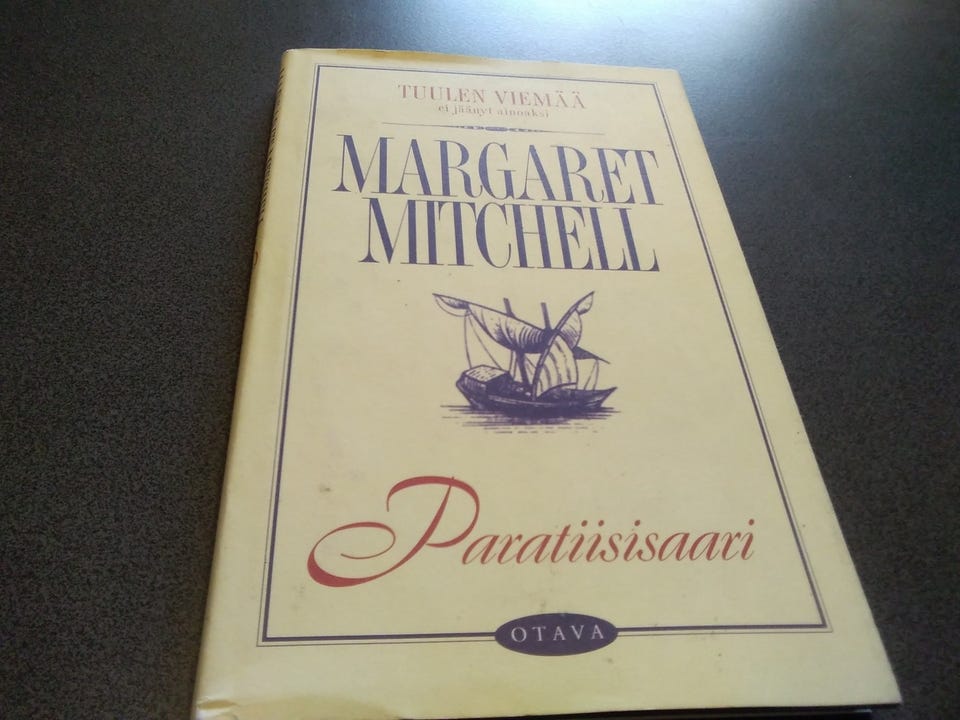 TUULEN VIEMÄÄ
ei jäänyt ainoaksi
MARGARET
MITCHELL
Paratiisisaari
OTAVA